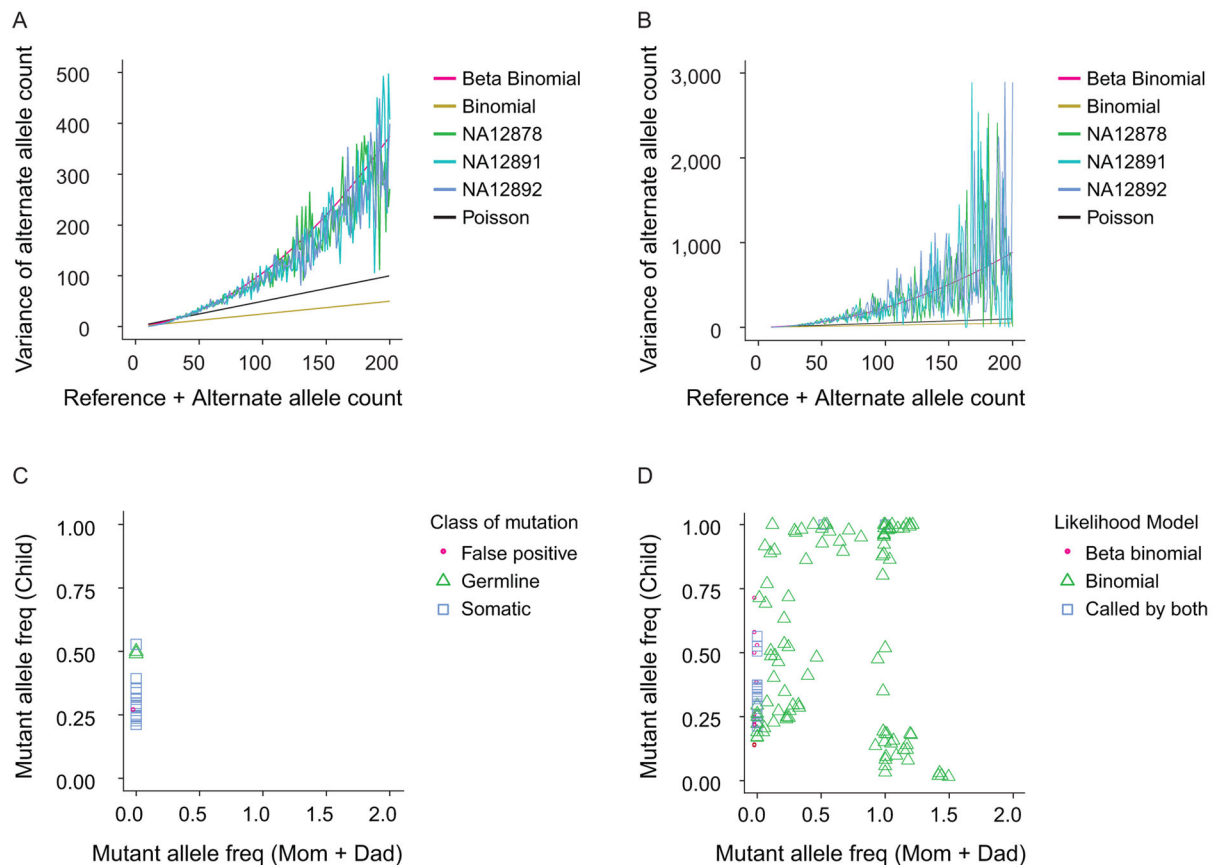 A
Variance of alternate allele count
500
400
300
200
100
0
0
50
100
150
200
Reference + Alternate allele count
Beta Binomial
Binomial
NA12878
NA12891
NA12892
Poisson
B
Variance of alternate allele count
3,000
2,000
1,000
0
0
50
100
150
200
Reference + Alternate allele count
Beta Binomial
Binomial
NA12878
NA12891
NA12892
Poisson
C
Mutant allele freq (Child)
1.00
0.75
0.50
0.25
0.00
0.0
0.5
1.0
1.5
2.0
Mutant allele freq (Mom + Dad)
Class of mutation
False positive
Germline
Somatic
D
Mutant allele freq (Child)
1.00
0.75
0.50
0.25
0.00
0.0
0.5
1.0
1.5
2.0
Mutant allele freq (Mom + Dad)
Likelihood Model
Beta binomial
Binomial
Called by both